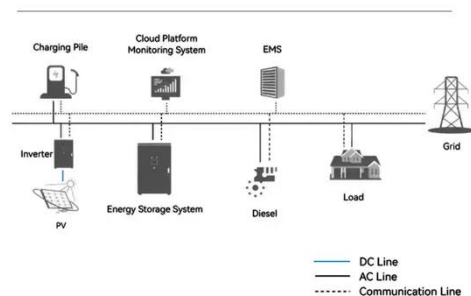 Charging Pile
Cloud Platform
Monitoring System
EMS
Grid
Inverter
PV
Energy Storage System
Diesel
Load
DC Line
AC Line
Communication Line